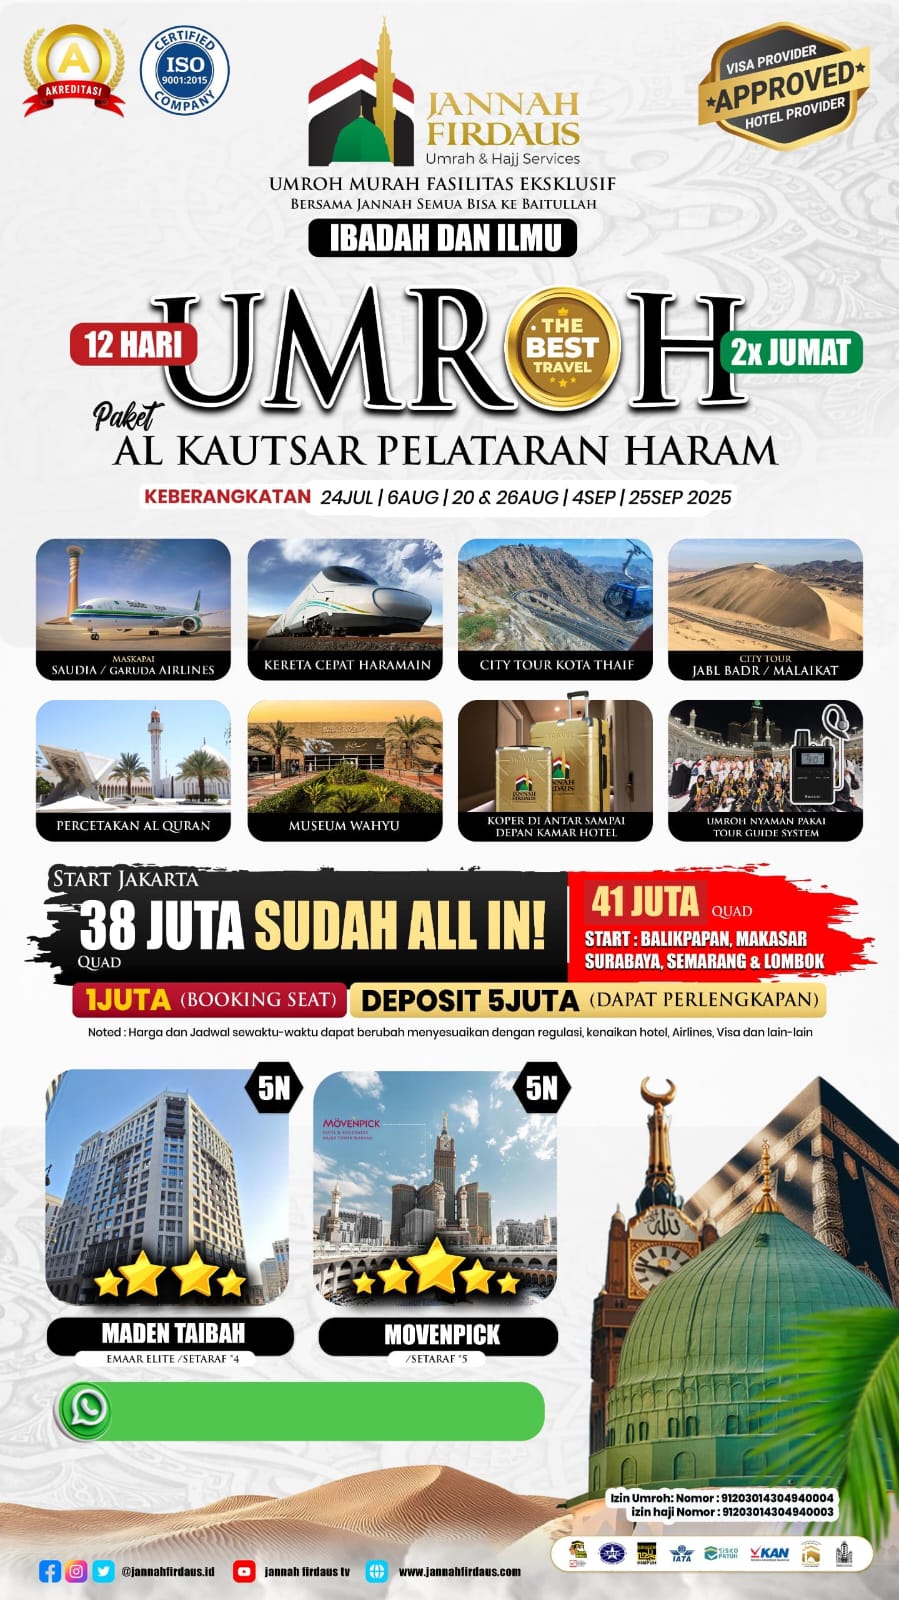 A
AKREDITASI
CERTIFIED
ISO
9001:2015
COMPANY
JANNAH
FIRDAUS
Umrah & Hajj Services
VISA PROVIDER
APPROVED
HOTEL PROVIDER
UMROH MURAH FASILITAS EKSKLUSIF
BERSAMA JANNAH SEMUA BISA KE BAITULLAH
IBADAH DAN ILMU
12 HARI
UMROH
THE
BEST
TRAVEL
2x JUMAT
Paket
AL KAUTSAR PELATARAN HARAM
KEBERANGKATAN 24JUL | 6AUG | 20 & 26AUG | 4SEP | 25SEP 2025
MASKAPAI
SAUDIA / GARUDA AIRLINES
KERETA CEPAT HARAMAIN
CITY TOUR KOTA THAIF
CITY TOUR
JABL BADR / MALAIKAT
PERCETAKAN AL QURAN
MUSEUM WAHYU
JANNAH
FIRDAUS
KOPER DI ANTAR SAMPAI
DEPAN KAMAR HOTEL
UMROH NYAMAN PAKAI
TOUR GUIDE SYSTEM
START JAKARTA
38 JUTA SUDAH ALL IN!
QUAD
41 JUTA QUAD
START : BALIKPAPAN, MAKASAR
SURABAYA, SEMARANG & LOMBOK
1JUTA (BOOKING SEAT)
DEPOSIT 5JUTA (DAPAT PERLENGKAPAN)
Noted : Harga dan Jadwal sewaktu-waktu dapat berubah menyesuaikan dengan regulasi, kenaikan hotel, Airlines, Visa dan lain-lain
5N
MADEN TAIBAH
EMAAR ELITE /SETARAF *4
5N
MÖVENPICK
MOVENPICK
/SETARAF *5
Izin Umroh: Nomor : 91203014304940004
izin haji Nomor : 91203014304940003
@jannahfirdaus.id
jannah firdaus tv
www.jannahfirdaus.com
IATA
SISKO
PATUH
KAN